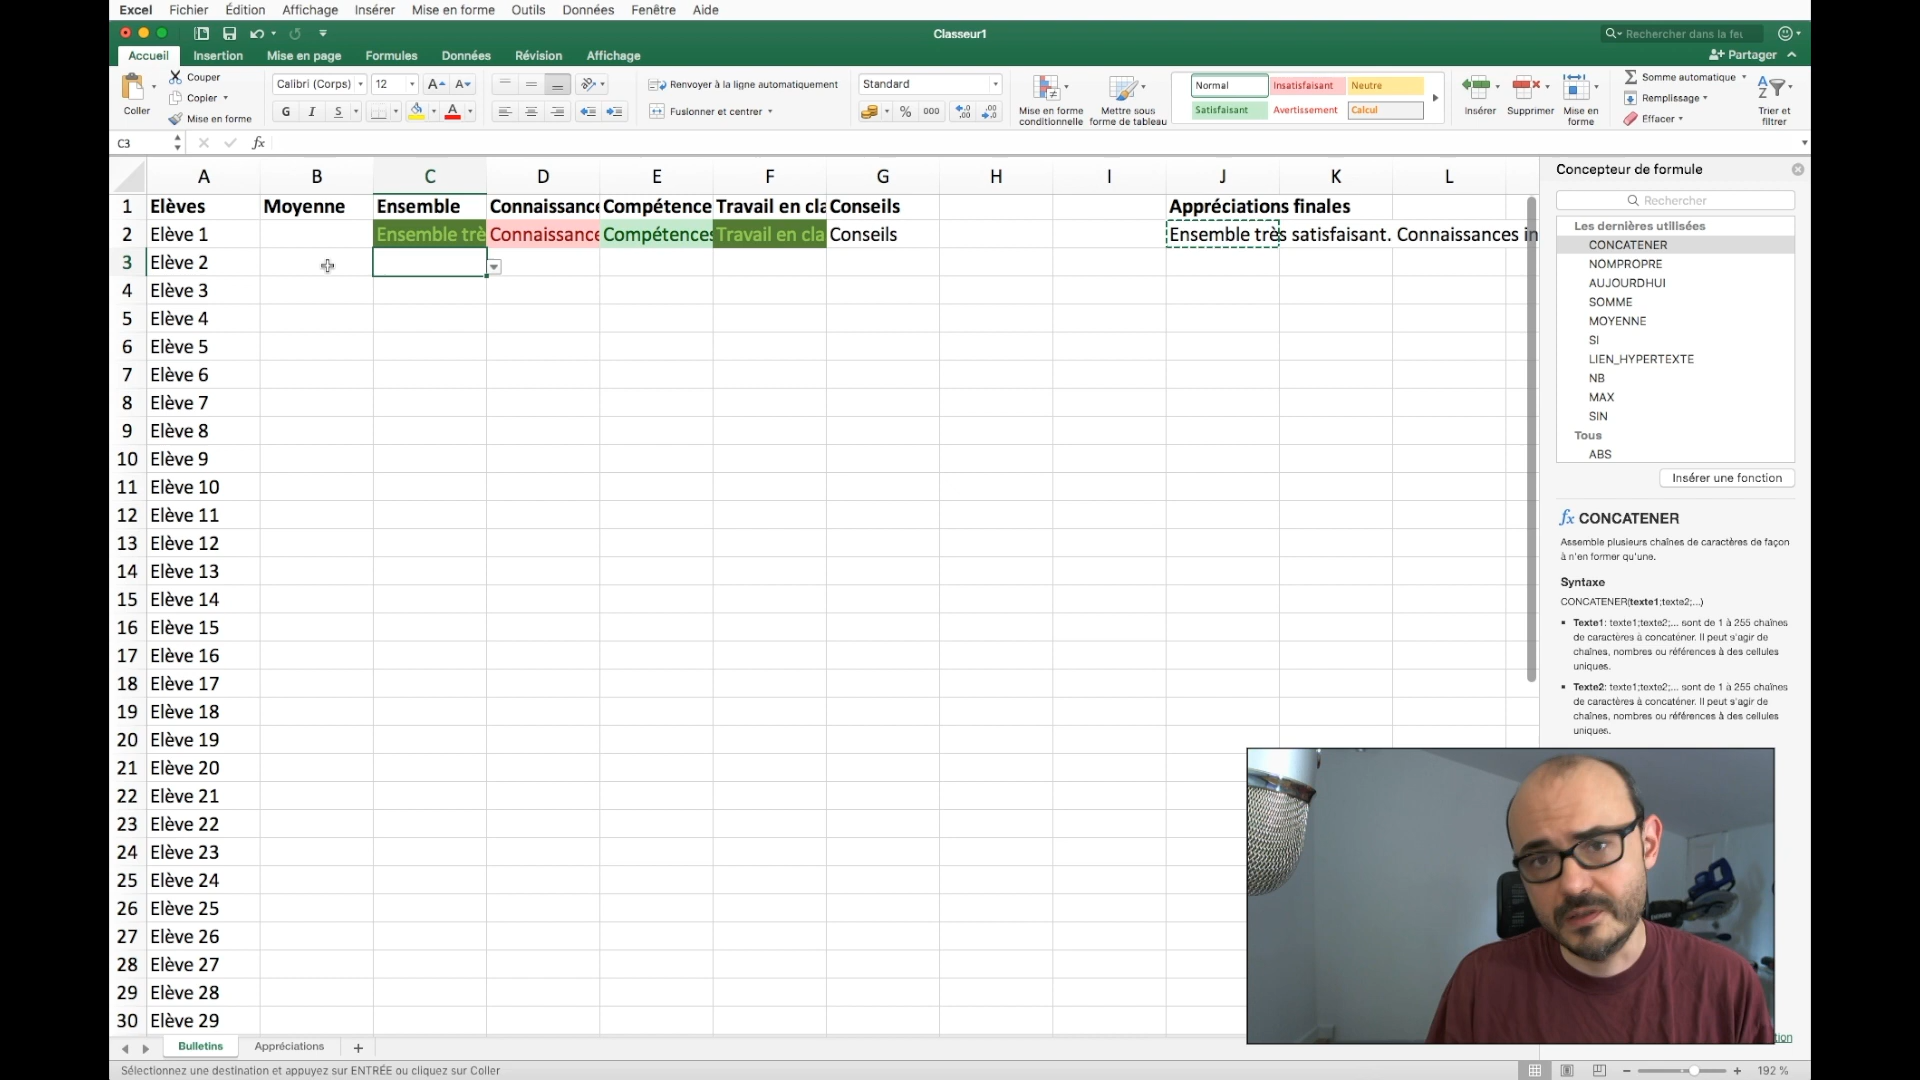 Excel Fichier Édition Affichage Insérer Mise en forme Outils Données Fenêtre Aide
Classeur1
Rechercher dans la feu
Accueil Insertion Mise en page Formules Données Révision Affichage
Partager
Coller
Couper
Copier
Mise en forme
Calibri (Corps) 12
G I S
Renvoyer à la ligne automatiquement
Fusionner et centrer
Standard
% 000
Mise en forme conditionnelle
Mettre sous forme de tableau
Normal Insatisfaisant Neutre
Satisfaisant Avertissement Calcul
Insérer Supprimer Mise en forme
Somme automatique
Remplissage
Effacer
Trier et filtrer
C3
fx
A B C D E F G H I J K L
1 Elèves Moyenne Ensemble Connaissance Compétence Travail en cla Conseils Appréciations finales
2 Elève 1 Ensemble trè Connaissance Compétences Travail en cla Conseils Ensemble très satisfaisant. Connaissances in
3 Elève 2
4 Elève 3
5 Elève 4
6 Elève 5
7 Elève 6
8 Elève 7
9 Elève 8
10 Elève 9
11 Elève 10
12 Elève 11
13 Elève 12
14 Elève 13
15 Elève 14
16 Elève 15
17 Elève 16
18 Elève 17
19 Elève 18
20 Elève 19
21 Elève 20
22 Elève 21
23 Elève 22
24 Elève 23
25 Elève 24
26 Elève 25
27 Elève 26
28 Elève 27
29 Elève 28
30 Elève 29
Concepteur de formule
Rechercher
Les dernières utilisées
CONCATENER
NOMPROPRE
AUJOURDHUI
SOMME
MOYENNE
SI
LIEN_HYPERTEXTE
NB
MAX
SIN
Tous
ABS
Insérer une fonction
fx CONCATENER
Assemble plusieurs chaînes de caractères de façon
à n'en former qu'une.
Syntaxe
CONCATENER(texte1;texte2;...)
Texte1: texte1;texte2;... sont de 1 à 255 chaînes
de caractères à concaténer. Il peut s'agir de
chaînes, nombres ou références à des cellules
uniques.
Texte2: texte1;texte2;... sont de 1 à 255 chaînes
de caractères à concaténer. Il peut s'agir de
chaînes, nombres ou références à des cellules
uniques.
tion
Bulletins Appréciations +
Sélectionnez une destination et appuyez sur ENTRÉE ou cliquez sur Coller
192 %